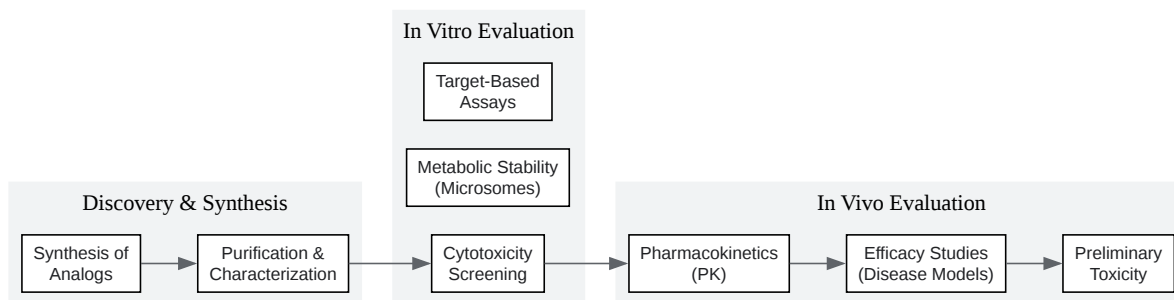 In Vitro Evaluation
Target-Based
Assays
Metabolic Stability
(Microsomes)
Discovery & Synthesis
In Vivo Evaluation
Synthesis of
Analogs
Purification &
Characterization
Cytotoxicity
Screening
Pharmacokinetics
(PK)
Efficacy Studies
(Disease Models)
Preliminary
Toxicity